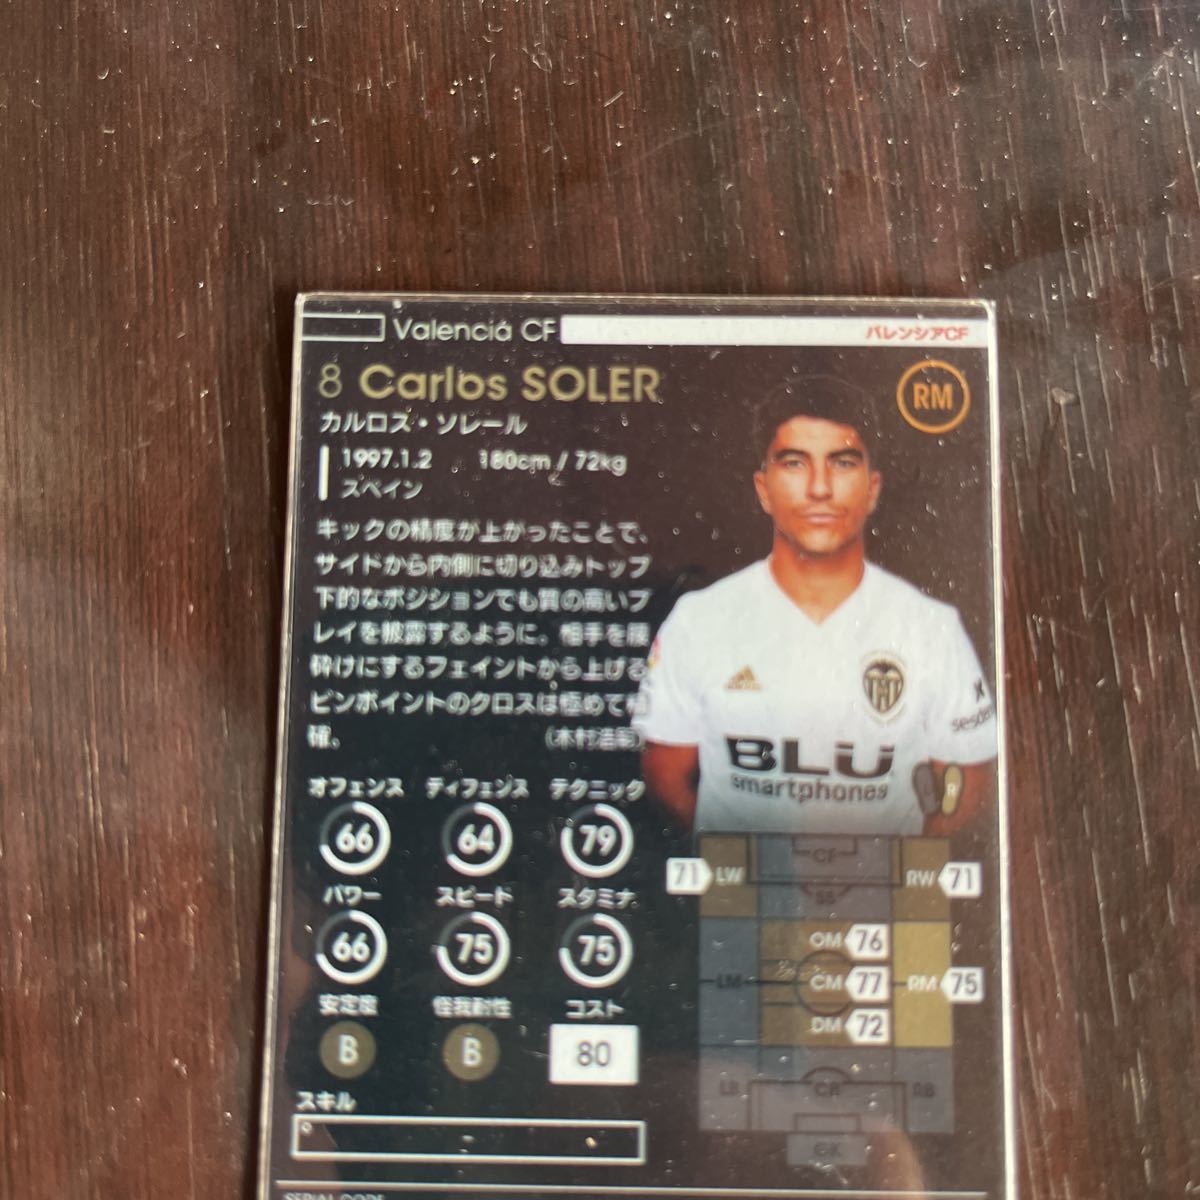 Valencia CF
バレンシアCF
8 Carlos SOLER
RM
カルロス・ソレール
1997.1.2 180cm / 72kg
スペイン
キックの精度が上がったことで、
サイドから内側に切り込みトップ
下的なポジションでも質の高いプ
レイを披露するように。相手を腰
砕けにするフェイントから上げる
ピンポイントのクロスは極めて
確。
BLU
smartphones
オフェンス ディフェンス テクニック
66 64 79
パワー スピード スタミナ
66 75 75
安定度 怪我耐性 コスト
B B 80
スキル
CF
71 LW
RW 71
SS
OM 76
LM
CM 77
RM 75
DM 72
LB
CB
RB
GK
SERIAL CODE